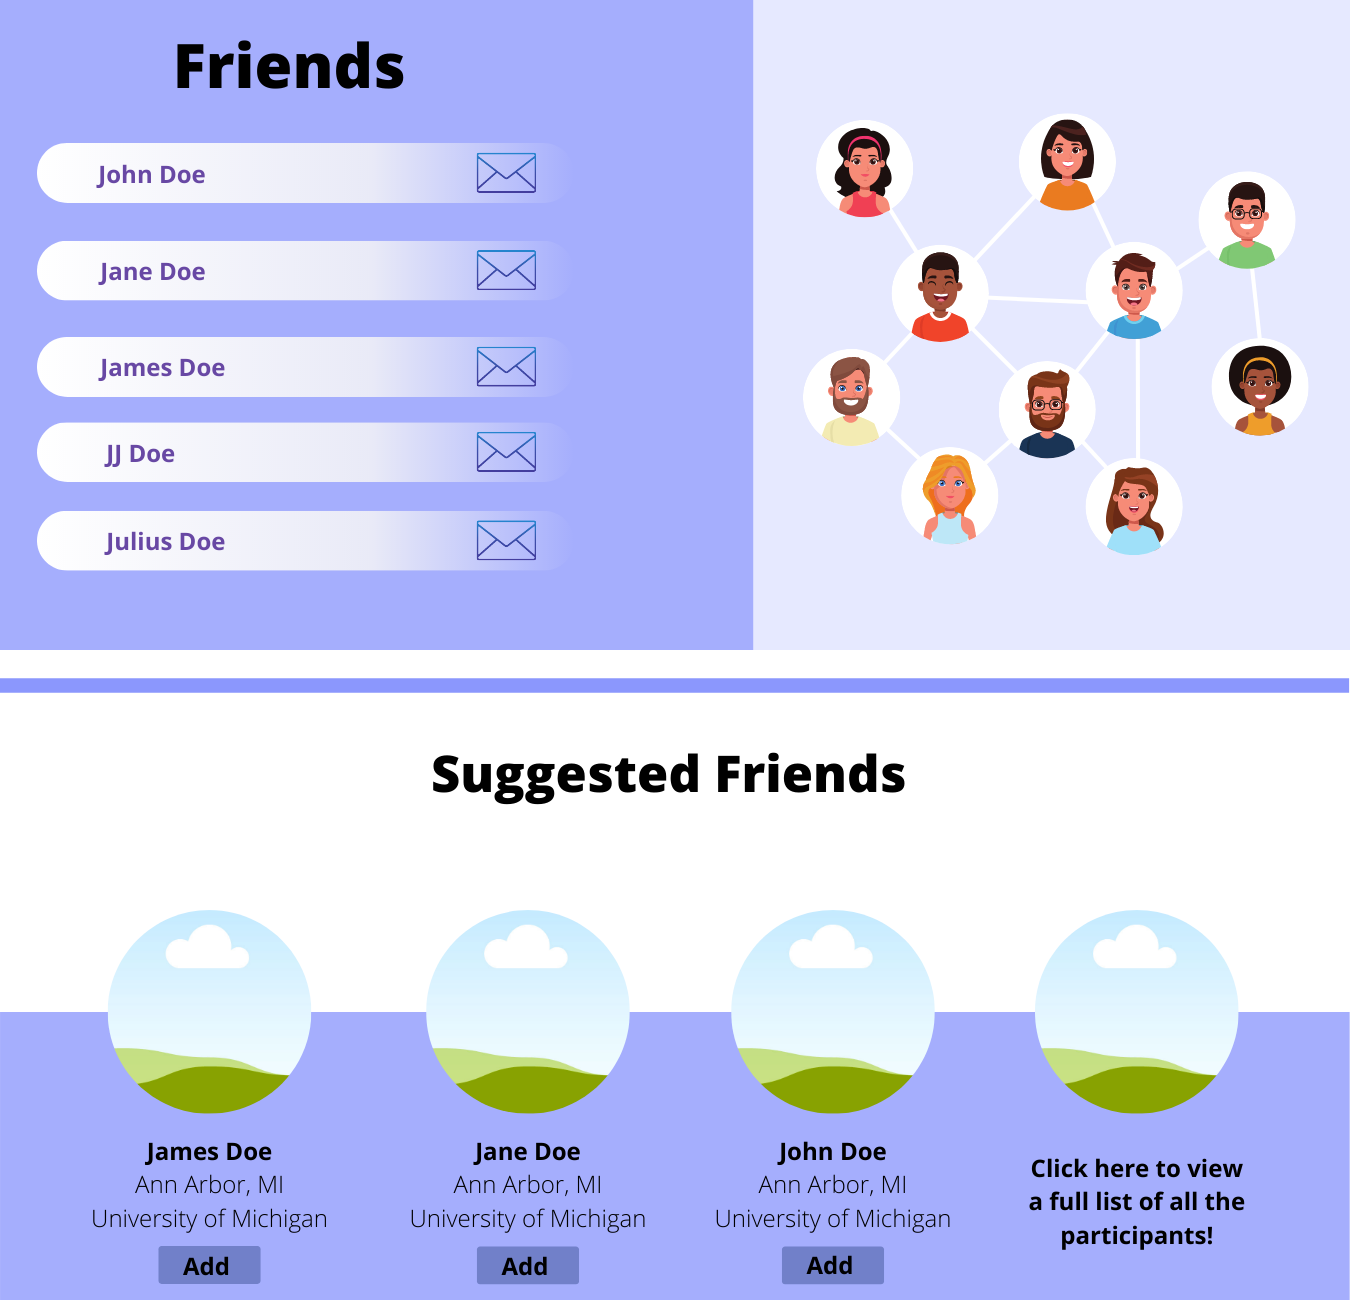 Friends
John Doe
Jane Doe
James Doe
JJ Doe
Julius Doe
Suggested Friends
James Doe
Ann Arbor, MI
University of Michigan
Add
Jane Doe
Ann Arbor, MI
University of Michigan
Add
John Doe
Ann Arbor, MI
University of Michigan
Add
Click here to view
a full list of all the
participants!